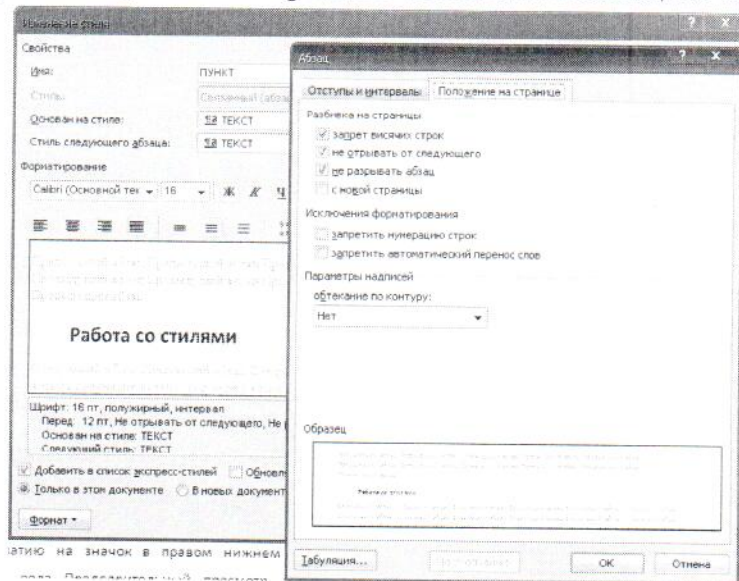 Изменение стиля
Свойства
Имя:
ПУНКТ
Стиль:
Связанный (абза
Основан на стиле:
ТЕКСТ
Стиль следующего абзаца:
ТЕКСТ
Форматирование
Calibri (Основной тек
16
Ж К Ч
Работа со стилями
Шрифт: 16 пт, полужирный, интервал
Перед: 12 пт, Не отрывать от следующего, Не р
Основан на стиле: ТЕКСТ
Следующий стиль: ТЕКСТ
Добавить в список экспресс-стилей
Обновл
Только в этом документе
В новых документ
Формат
Абзац
Отступы и интервалы
Положение на странице
Разбивка на страницы
запрет висячих строк
не отрывать от следующего
не разрывать абзац
с новой страницы
Исключения форматирования
запретить нумерацию строк
запретить автоматический перенос слов
Параметры надписей
обтекание по контуру:
Нет
Образец
Табуляция...
ОК
Отмена
атию на значок в правом нижнем